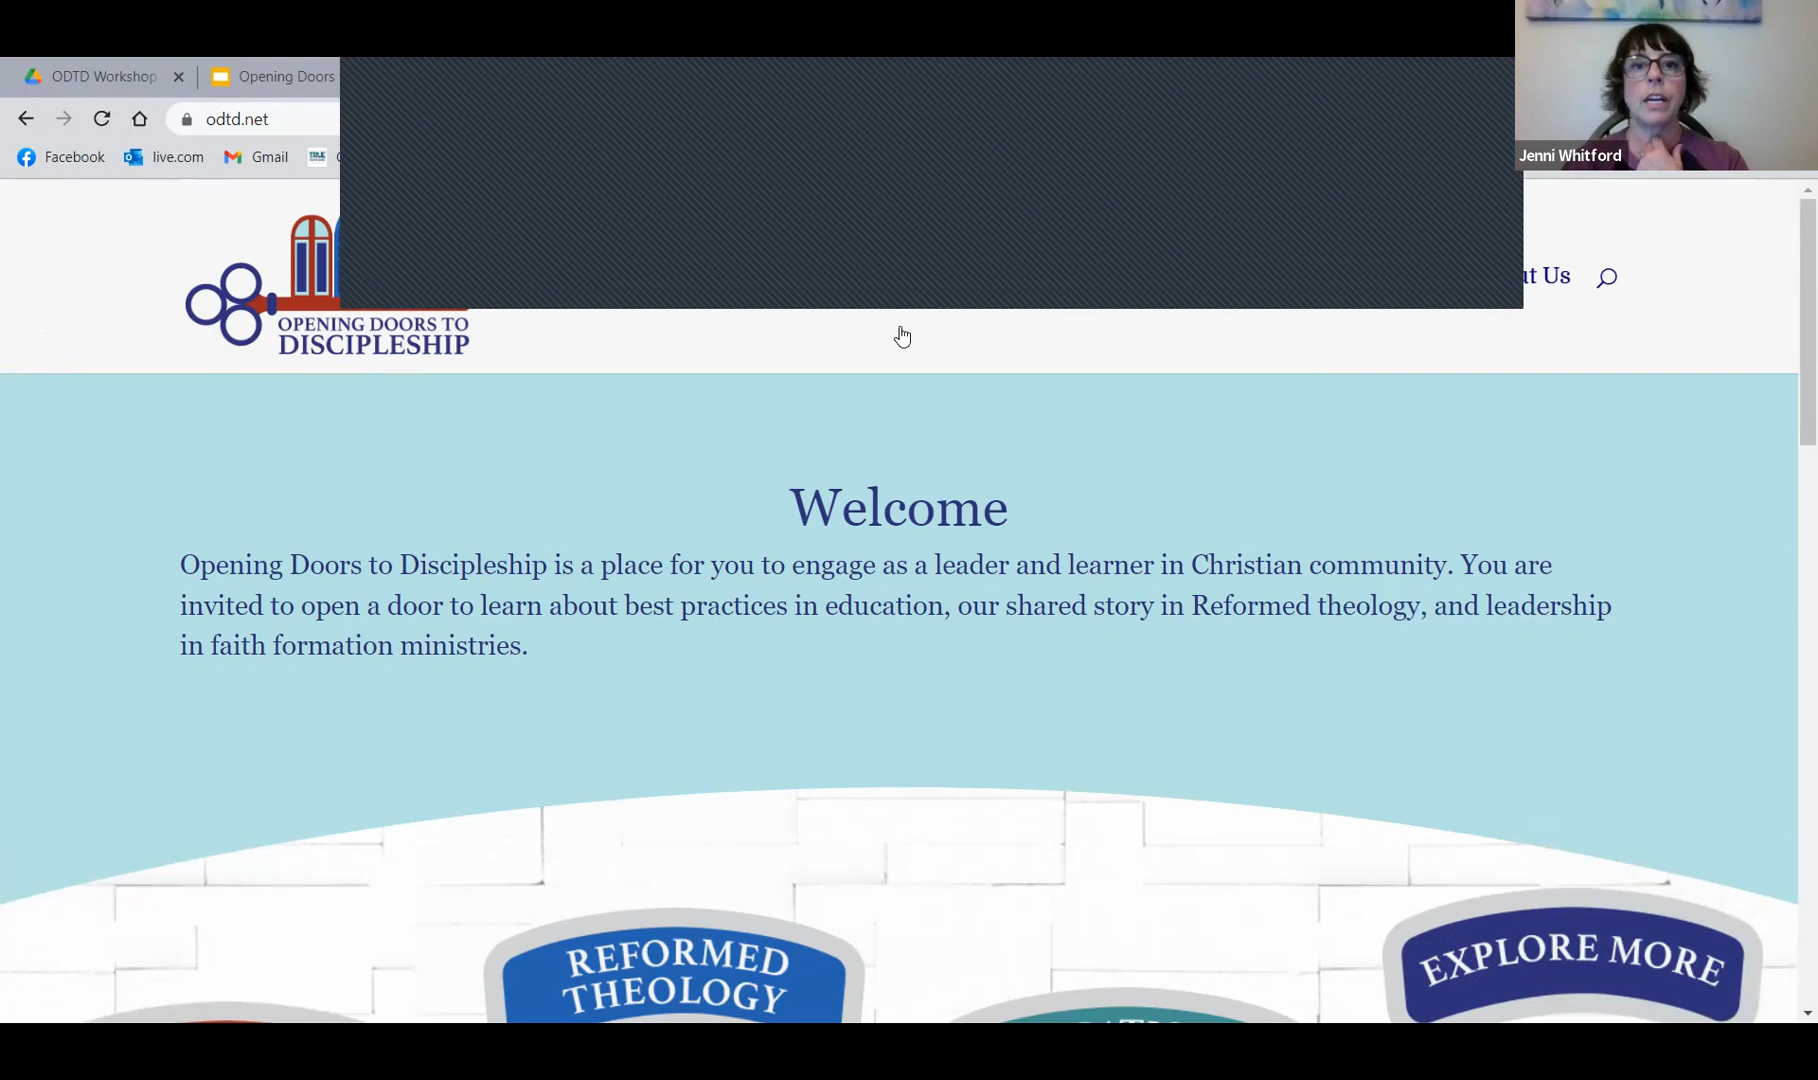 ODTD Workshop
Opening Doors
odtd.net
Facebook
live.com
Gmail
TRUE
Jenni Whitford
Us
OPENING DOORS TO
DISCIPLESHIP
Welcome
Opening Doors to Discipleship is a place for you to engage as a leader and learner in Christian community. You are
invited to open a door to learn about best practices in education, our shared story in Reformed theology, and leadership
in faith formation ministries.
REFORMED
THEOLOGY
EXPLORE MORE